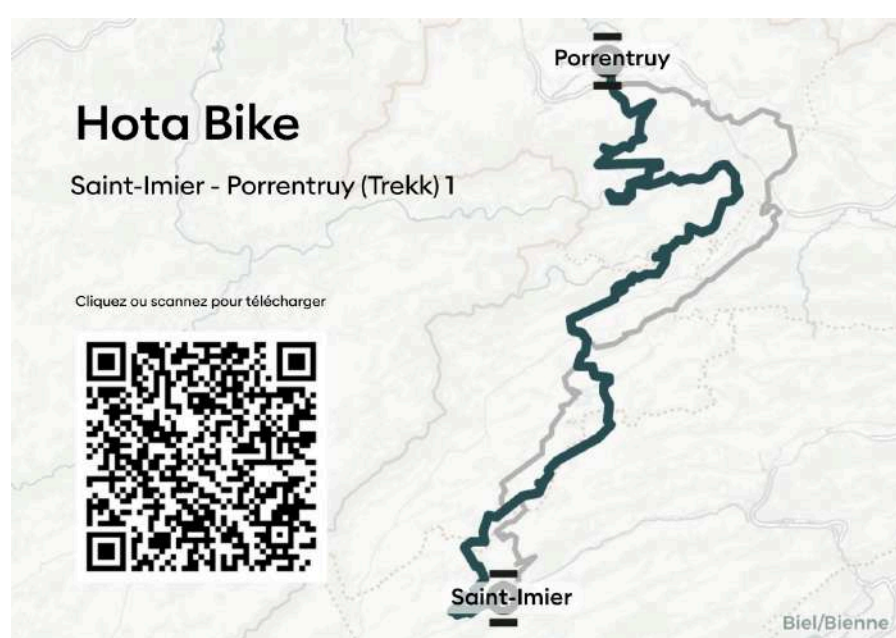 Porrentruy
Hota Bike
Saint-Imier - Porrentruy (Trekk) 1
Cliquez ou scannez pour télécharger
Saint-Imier
Biel/Bienne